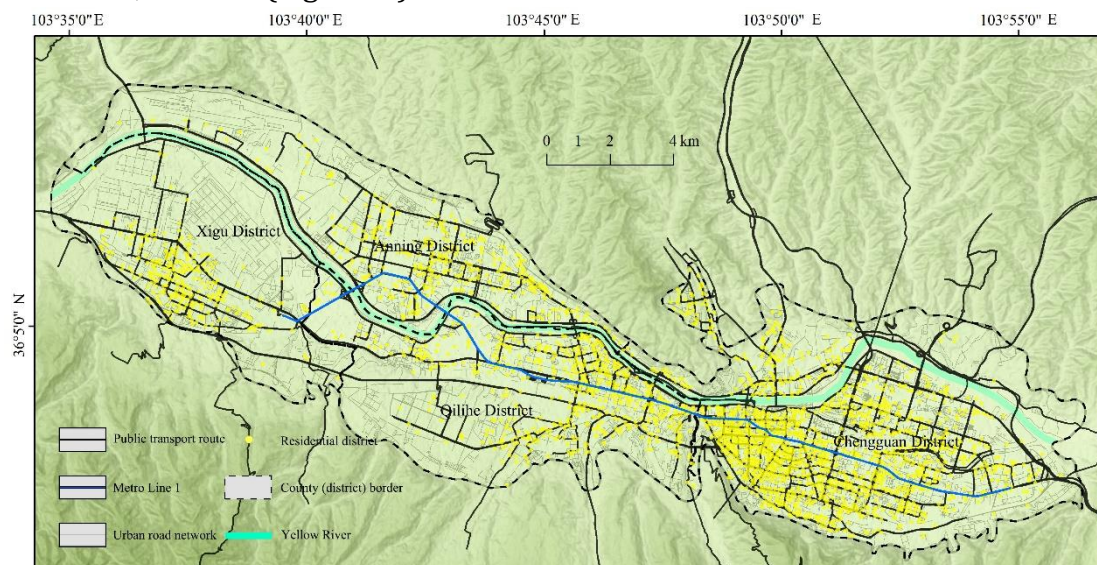 103°35'0" E 103°40'0" E 103°45'0" E 103°50'0" E 103°55'0" E
0 1 2 4 km
Xigu District
Anning District
36°5'0" N
Qilihe District
Chengguan District
Public transport route
Residential district
Metro Line 1
County (district) border
Urban road network
Yellow River